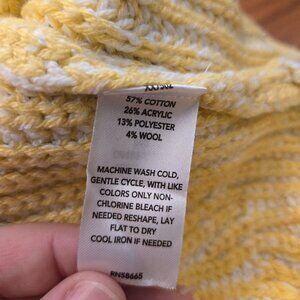 57% COTTON
26% ACRYLIC
13% POLYESTER
4% WOOL
MACHINE WASH COLD,
GENTLE CYCLE, WITH LIKE
COLORS ONLY NON-
CHLORINE BLEACH IF
NEEDED RESHAPE, LAY
FLAT TO DRY
COOL IRON IF NEEDED
RN58665